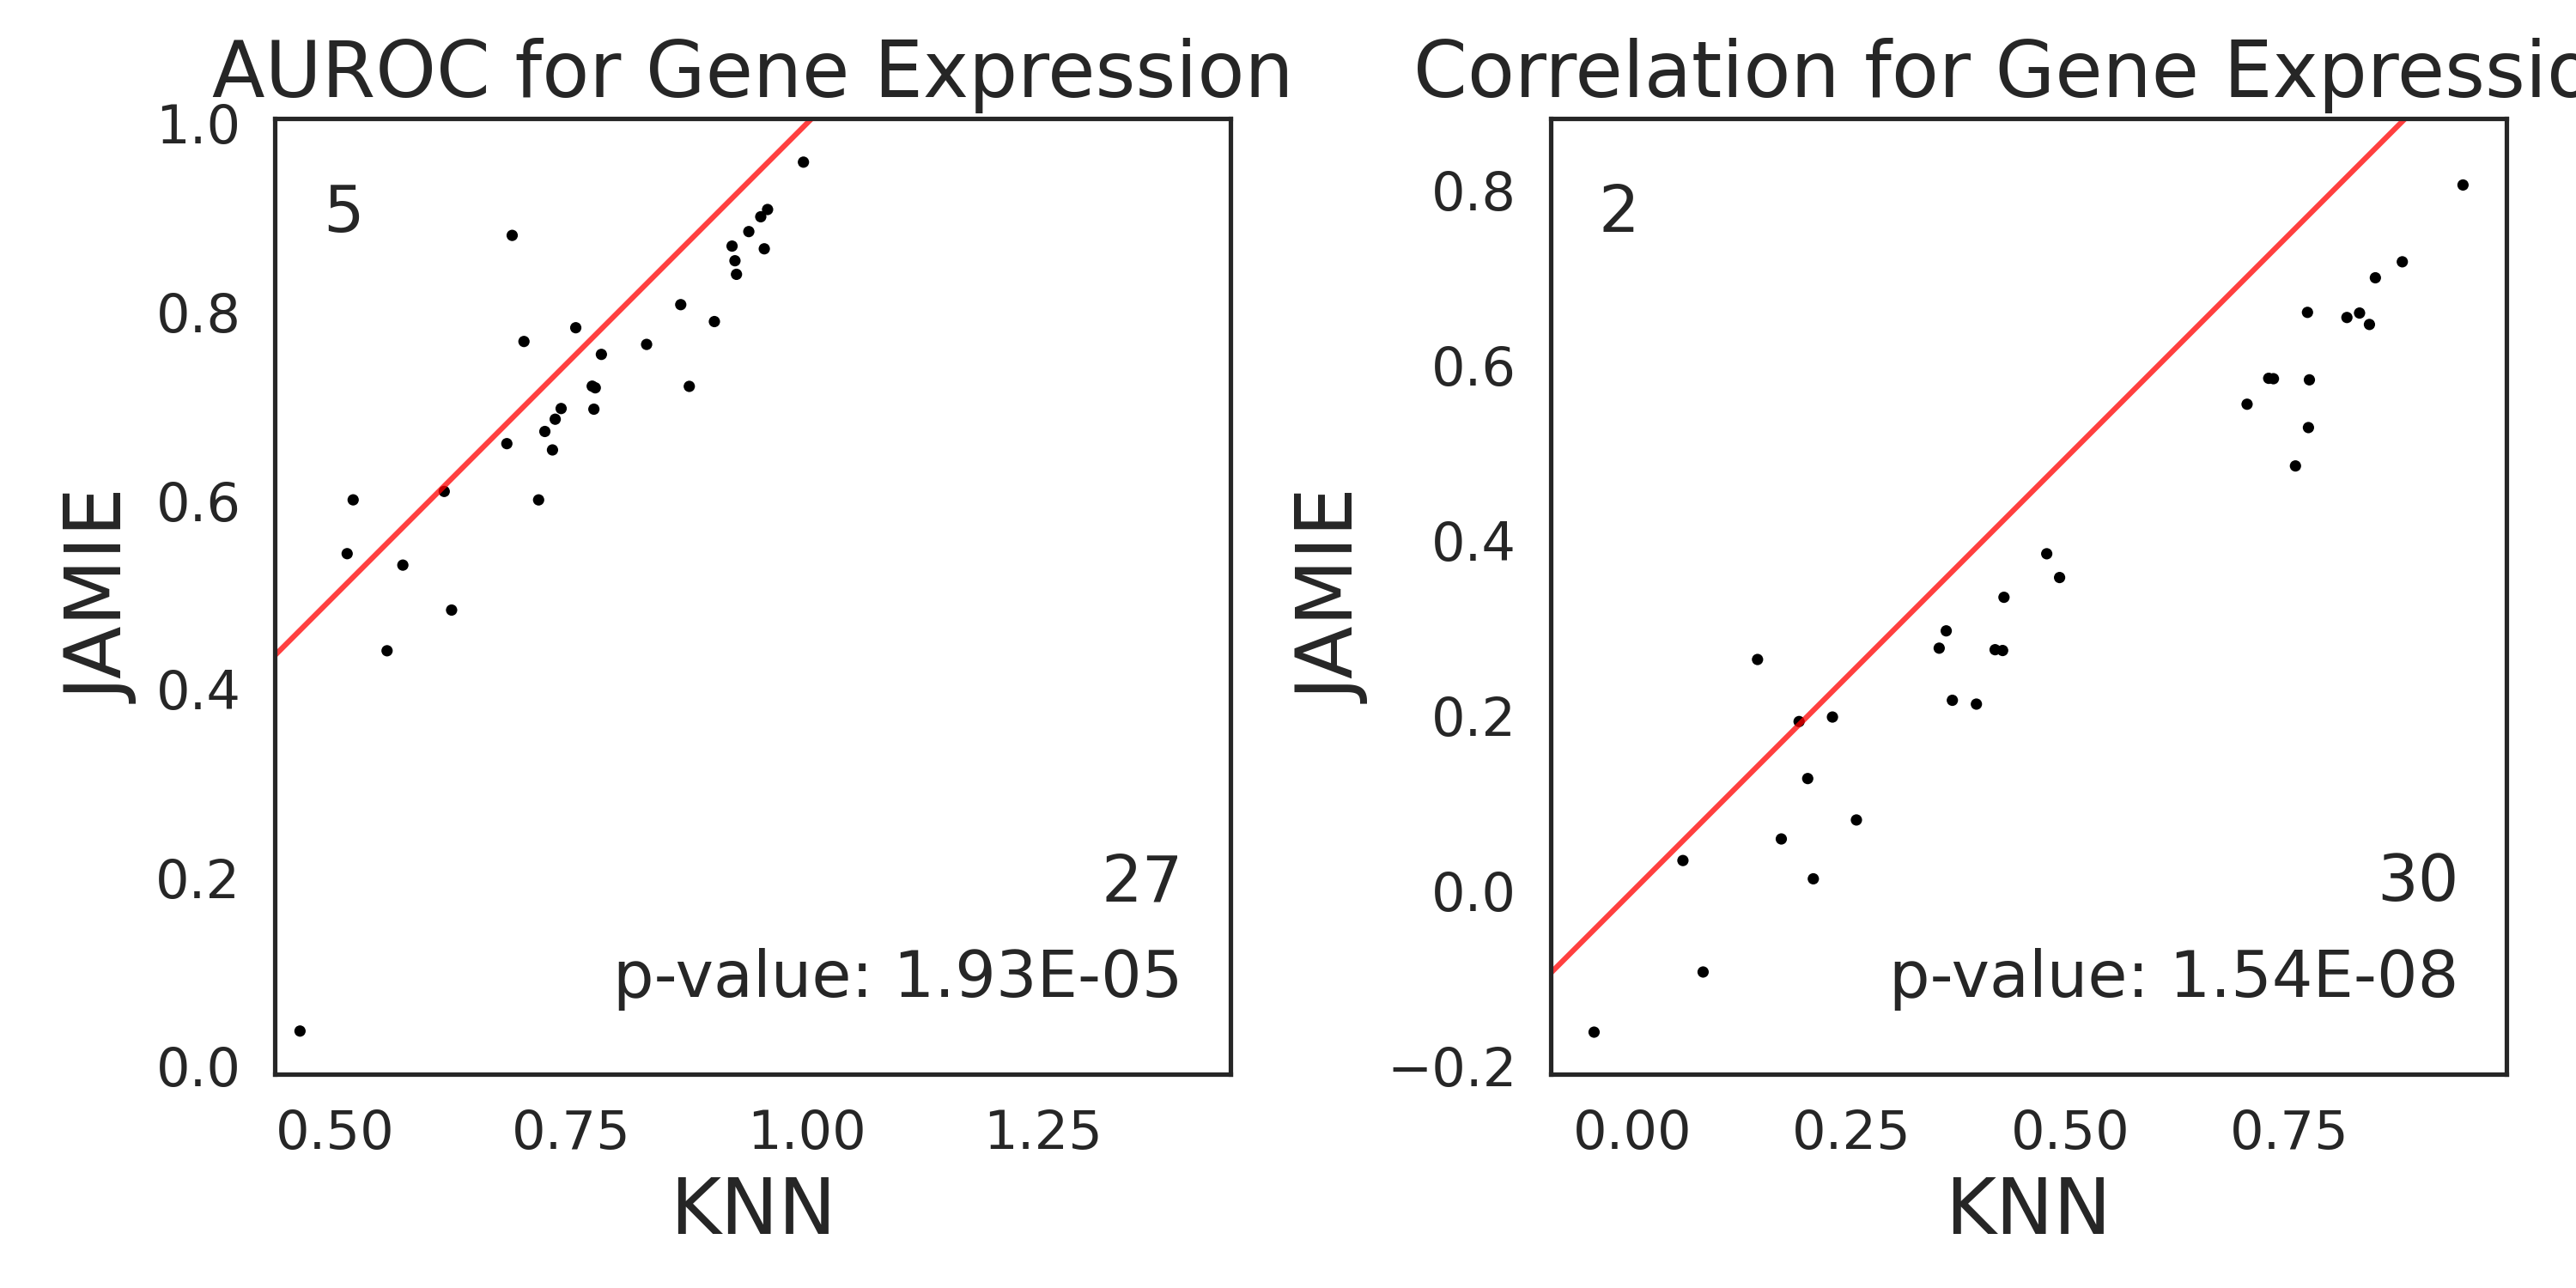 AUROC for Gene Expression
1.0
0.8
0.6
0.4
0.2
0.0
JAMIE
5
27
p-value: 1.93E-05
0.50 0.75 1.00 1.25
KNN
Correlation for Gene Expressio
0.8
0.6
0.4
0.2
0.0
−0.2
JAMIE
2
30
p-value: 1.54E-08
0.00 0.25 0.50 0.75
KNN